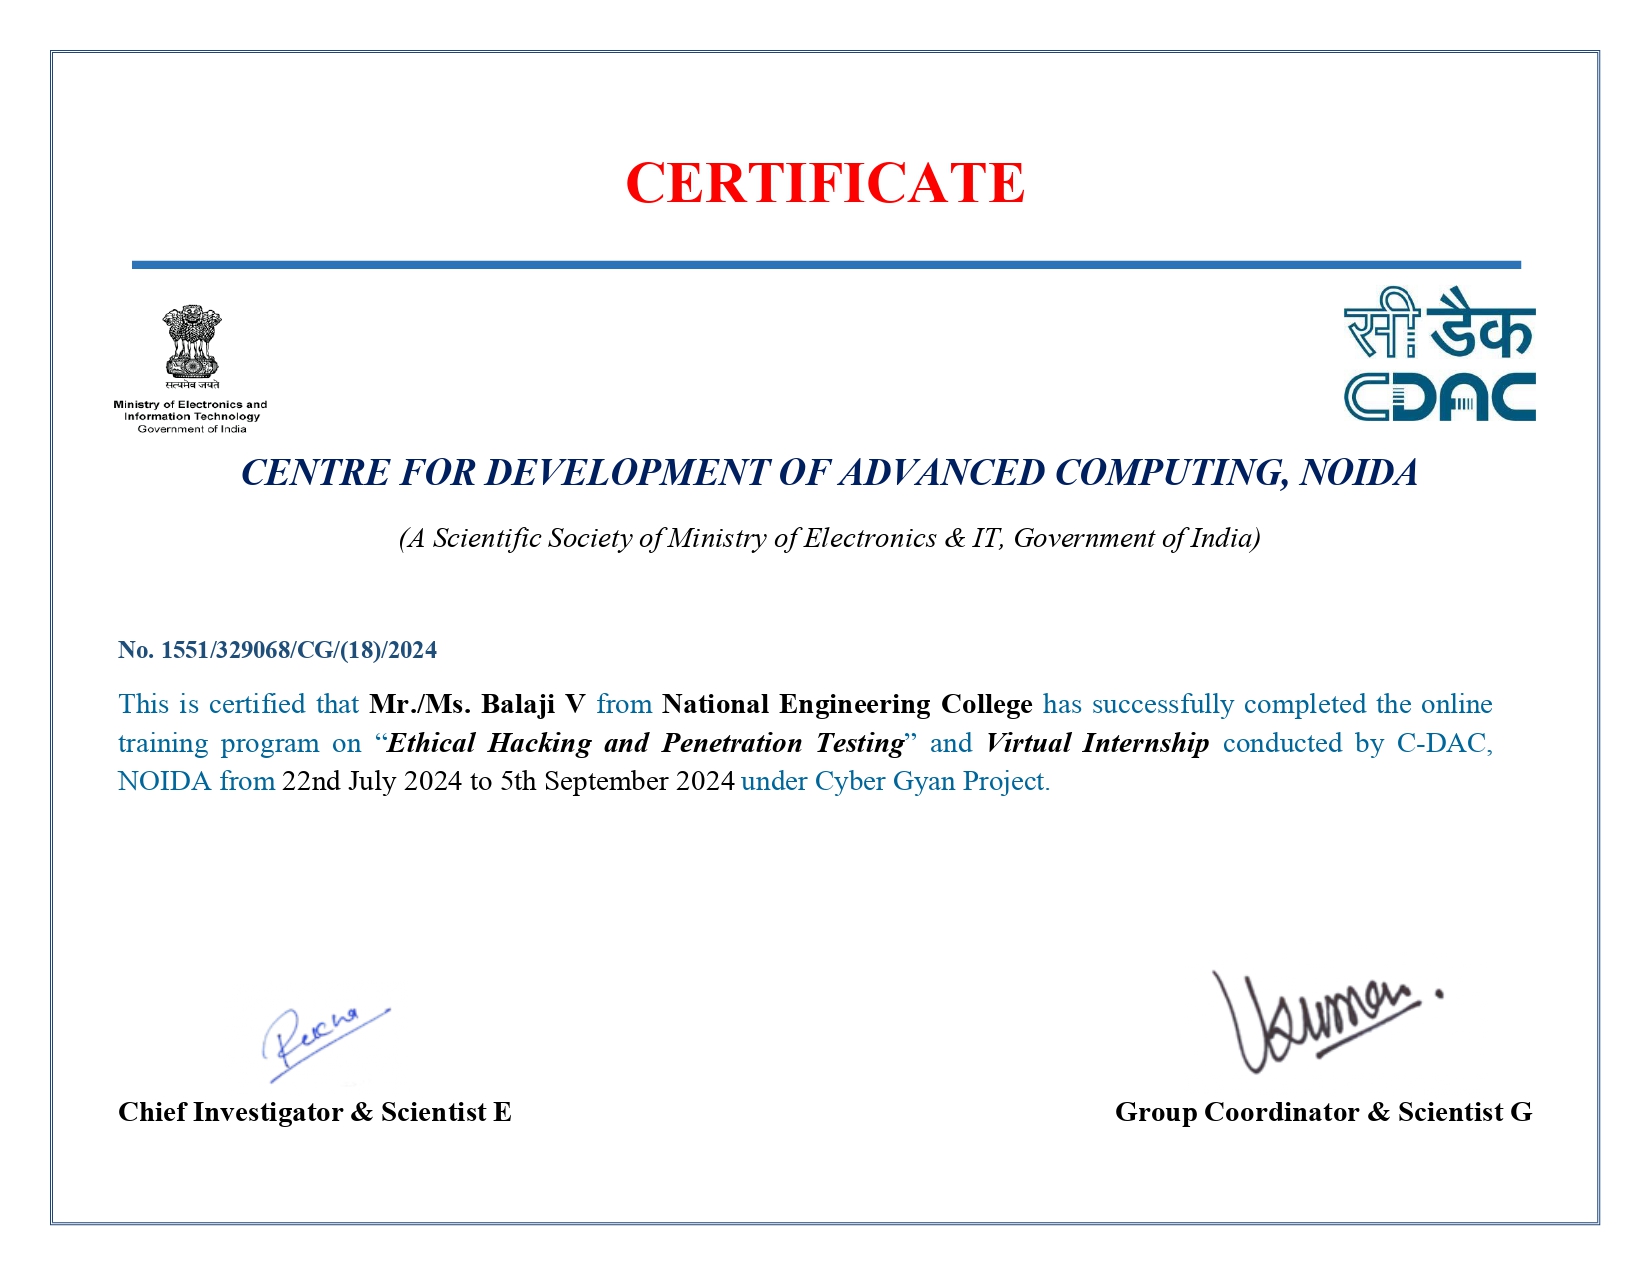 CERTIFICATE
सत्यमेव जयते
Ministry of Electronics and
Information Technology
Government of India
सी डैक
CDAC
CENTRE FOR DEVELOPMENT OF ADVANCED COMPUTING, NOIDA
(A Scientific Society of Ministry of Electronics & IT, Government of India)
No. 1551/329068/CG/(18)/2024
This is certified that Mr./Ms. Balaji V from National Engineering College has successfully completed the online
training program on “Ethical Hacking and Penetration Testing” and Virtual Internship conducted by C-DAC,
NOIDA from 22nd July 2024 to 5th September 2024 under Cyber Gyan Project.
Rekha
Chief Investigator & Scientist E
Group Coordinator & Scientist G